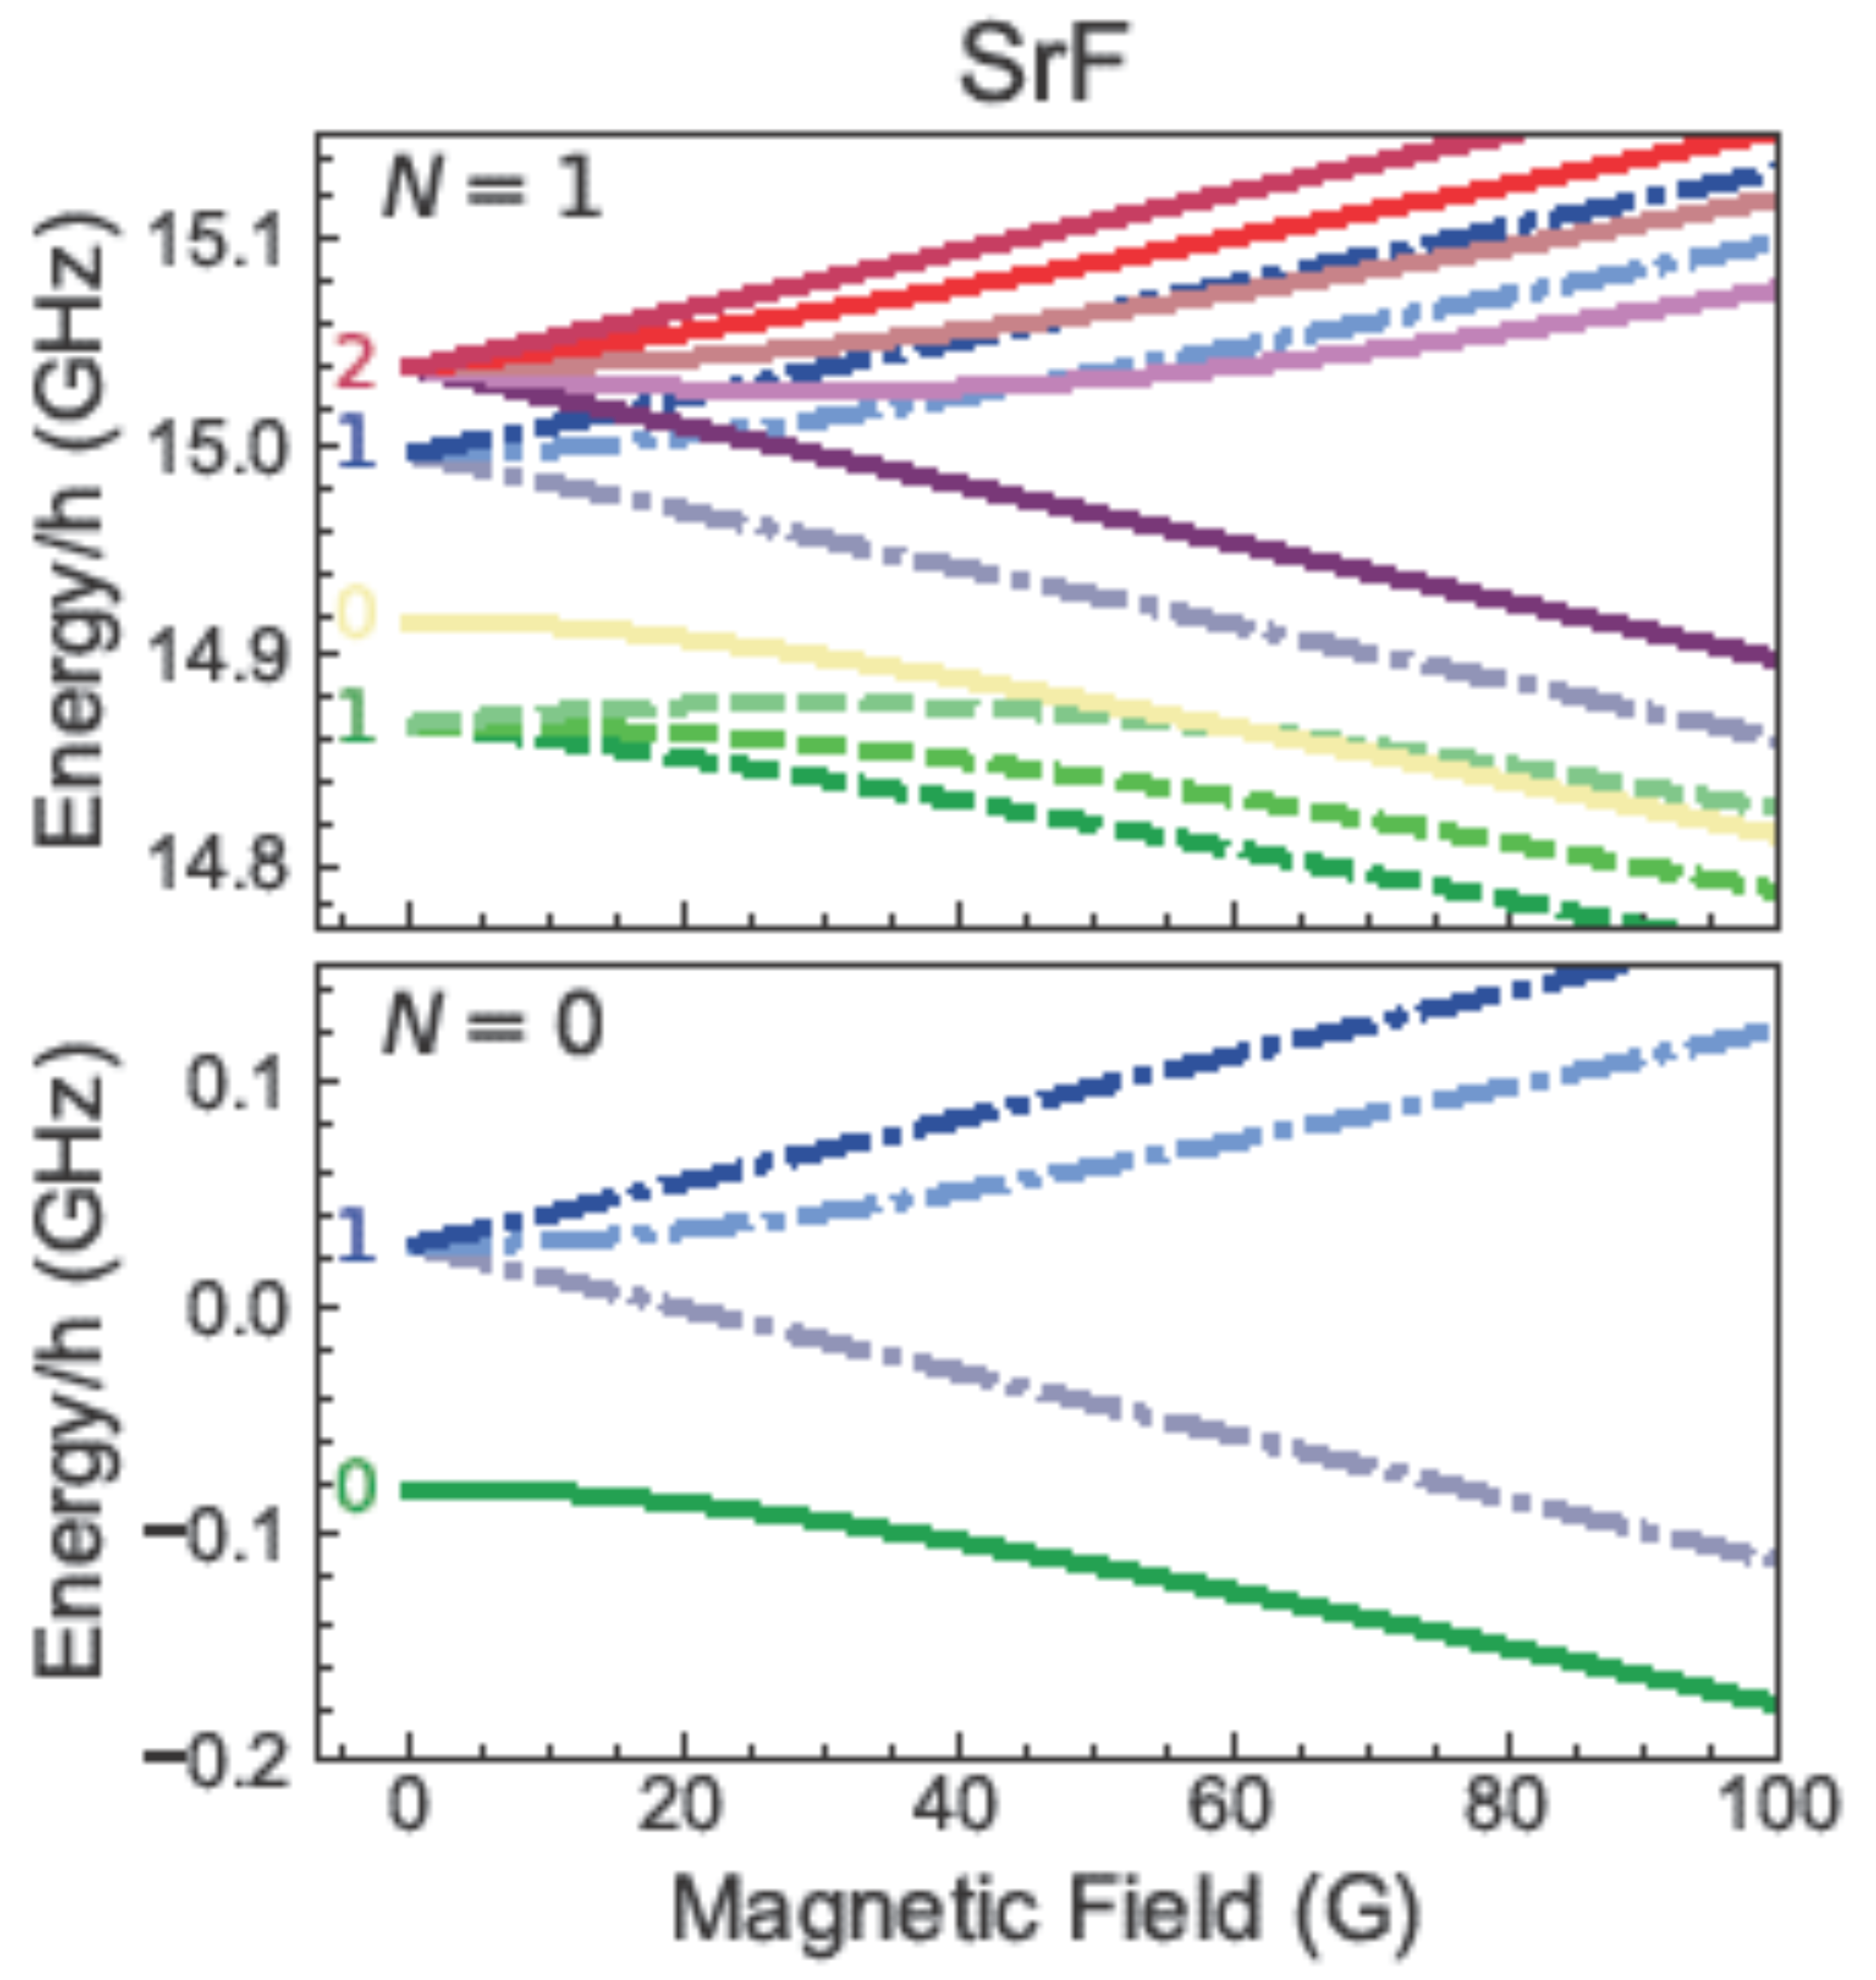 SrF
N = 1
Energy/h (GHz)
15.1
15.0
14.9
14.8
2
1
0
1
N = 0
Energy/h (GHz)
0.1
0.0
−0.1
−0.2
1
0
0 20 40 60 80 100
Magnetic Field (G)